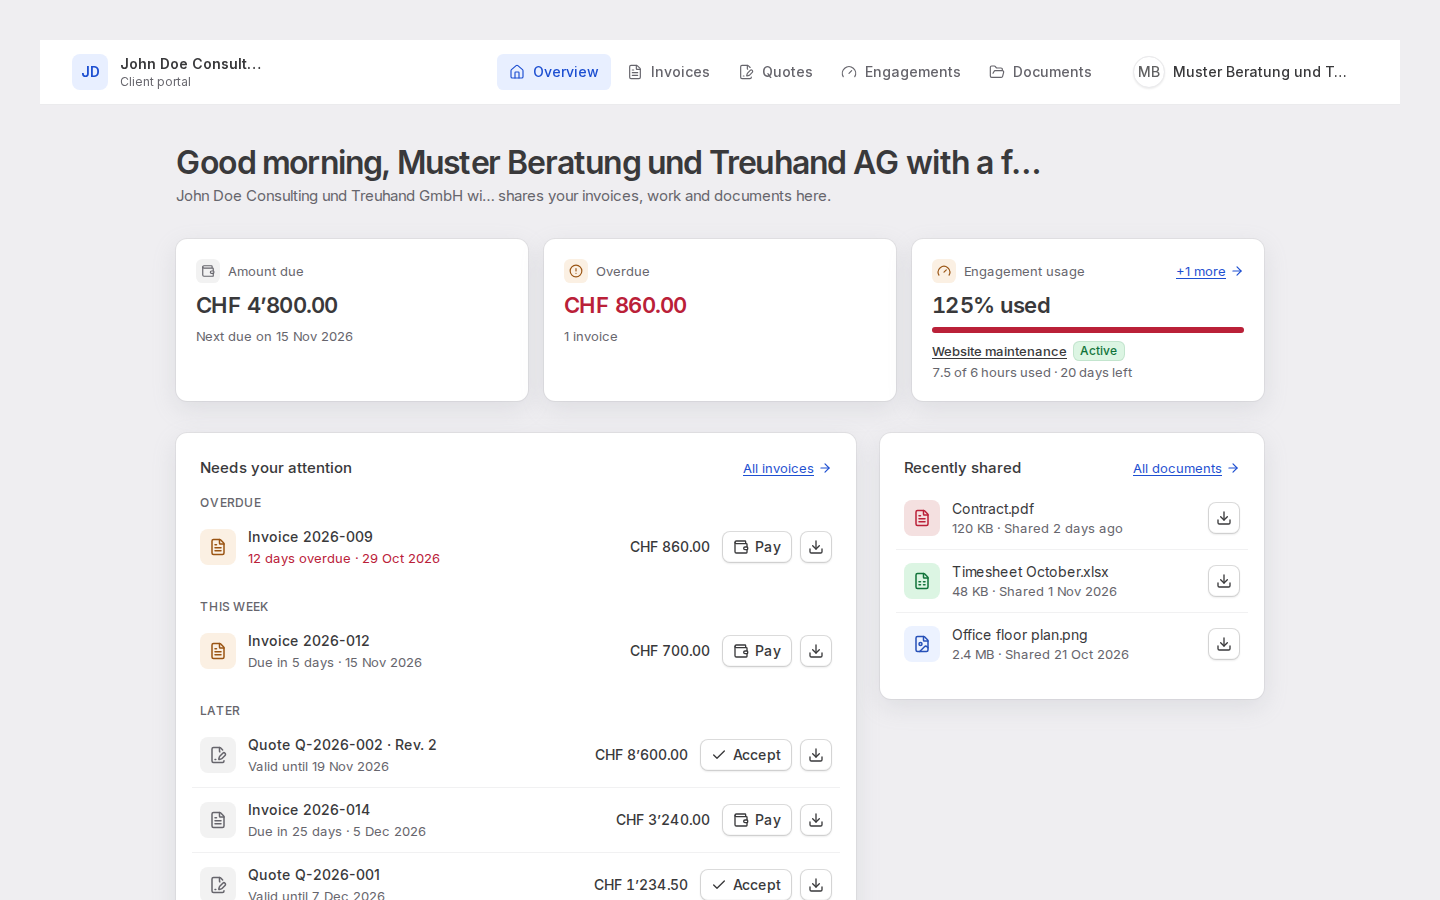 JD
John Doe Consult…
Client portal
Overview
Invoices
Quotes
Engagements
Documents
MB
Muster Beratung und T…
Good morning, Muster Beratung und Treuhand AG with a f…
John Doe Consulting und Treuhand GmbH wi… shares your invoices, work and documents here.
Amount due
CHF 4’800.00
Next due on 15 Nov 2026
Overdue
CHF 860.00
1 invoice
Engagement usage
+1 more
125% used
Website maintenance
Active
7.5 of 6 hours used · 20 days left
Needs your attention
All invoices
OVERDUE
Invoice 2026-009
12 days overdue · 29 Oct 2026
CHF 860.00
Pay
THIS WEEK
Invoice 2026-012
Due in 5 days · 15 Nov 2026
CHF 700.00
Pay
LATER
Quote Q-2026-002 · Rev. 2
Valid until 19 Nov 2026
CHF 8’600.00
Accept
Invoice 2026-014
Due in 25 days · 5 Dec 2026
CHF 3’240.00
Pay
Quote Q-2026-001
Valid until 7 Dec 2026
CHF 1’234.50
Accept
Recently shared
All documents
Contract.pdf
120 KB · Shared 2 days ago
Timesheet October.xlsx
48 KB · Shared 1 Nov 2026
Office floor plan.png
2.4 MB · Shared 21 Oct 2026